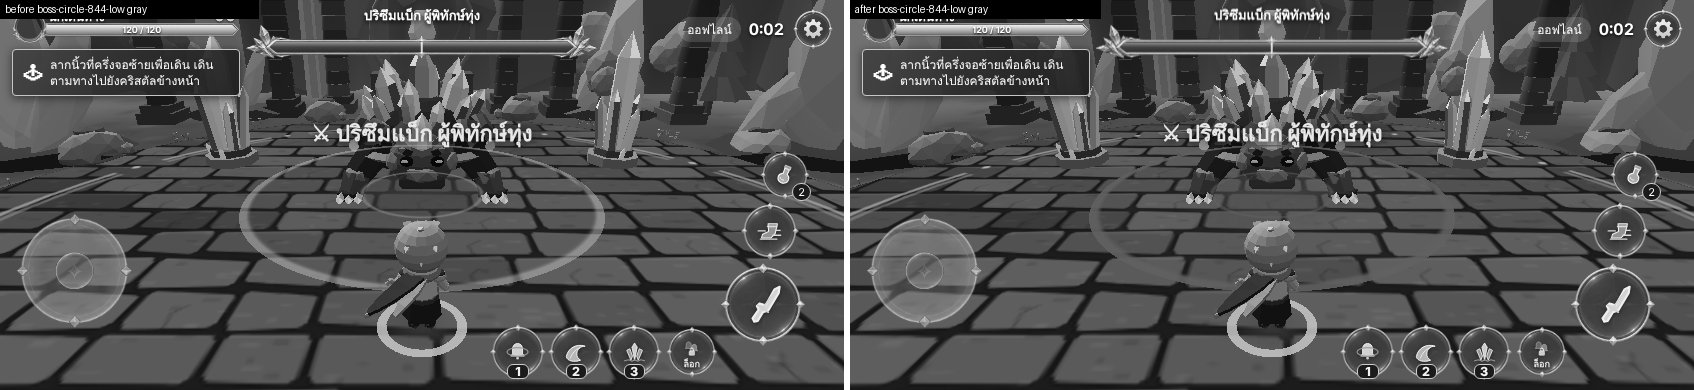 before boss-circle-844-low gray
120 / 120
ลากนิ้วที่ครึ่งจอซ้ายเพื่อเดิน เดิน
ตามทางไปยังคริสตัลข้างหน้า
ปริซึมแบ็ก ผู้พิทักษ์ทุ่ง
ออฟไลน์ 0:02
⚔ ปริซึมแบ็ก ผู้พิทักษ์ทุ่ง
2
1
2
3
ล็อก
after boss-circle-844-low gray
120 / 120
ลากนิ้วที่ครึ่งจอซ้ายเพื่อเดิน เดิน
ตามทางไปยังคริสตัลข้างหน้า
ปริซึมแบ็ก ผู้พิทักษ์ทุ่ง
ออฟไลน์ 0:02
⚔ ปริซึมแบ็ก ผู้พิทักษ์ทุ่ง
2
1
2
3
ล็อก